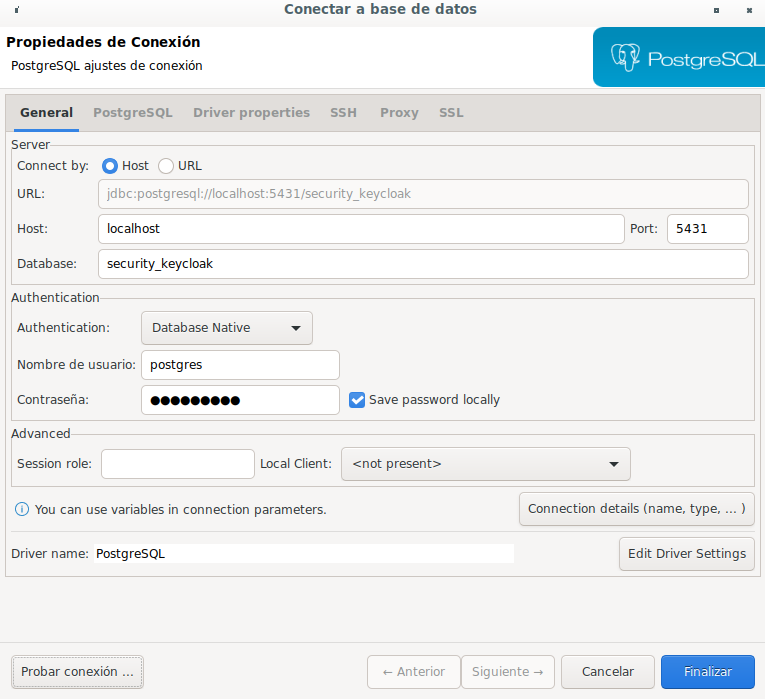 Conectar a base de datos
Propiedades de Conexión
PostgreSQL ajustes de conexión
PostgreSQL
General PostgreSQL Driver properties SSH Proxy SSL
Server
Connect by: Host URL
URL: jdbc:postgresql://localhost:5431/security_keycloak
Host: localhost Port: 5431
Database: security_keycloak
Authentication
Authentication: Database Native
Nombre de usuario: postgres
Contraseña: ●●●●●●●●● Save password locally
Advanced
Session role: Local Client: <not present>
You can use variables in connection parameters. Connection details (name, type, ... )
Driver name: PostgreSQL Edit Driver Settings
Probar conexión ... ← Anterior Siguiente → Cancelar Finalizar